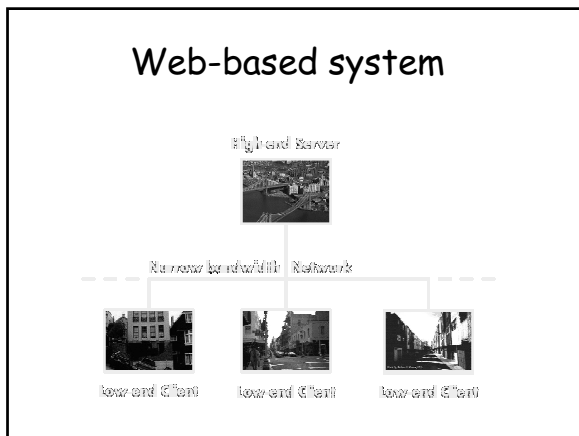 Web-based system
High-end Server
Narrow bandwidth Network
Low-end Client Low-end Client Low-end Client